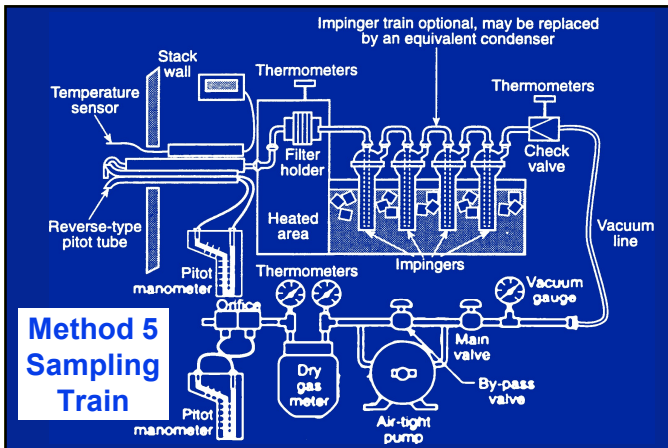 Impinger train optional, may be replaced
by an equivalent condenser
Stack
wall
Thermometers
Thermometers
Temperature
sensor
Filter
holder
Check
valve
Reverse-type
pitot tube
Heated
area
Vacuum
line
Impingers
Pitot
manometer
Thermometers
Vacuum
gauge
Orifice
Method 5
Sampling
Train
Main
valve
Dry
gas
meter
By-pass
valve
Pitot
manometer
Air-tight
pump